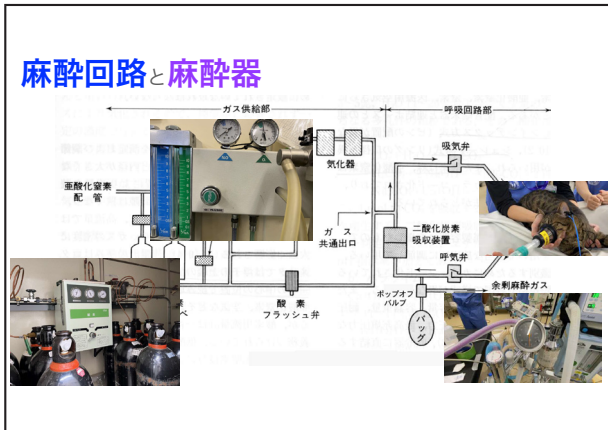 麻酔回路と麻酔器
ガス供給部
呼吸回路部
気化器
吸気弁
亜酸化窒素
配管
ガス
共通出口
二酸化炭素
吸収装置
呼気弁
酸素
フラッシュ弁
ポップオフ
バルブ
余剰麻酔ガス
バッグ
ベ